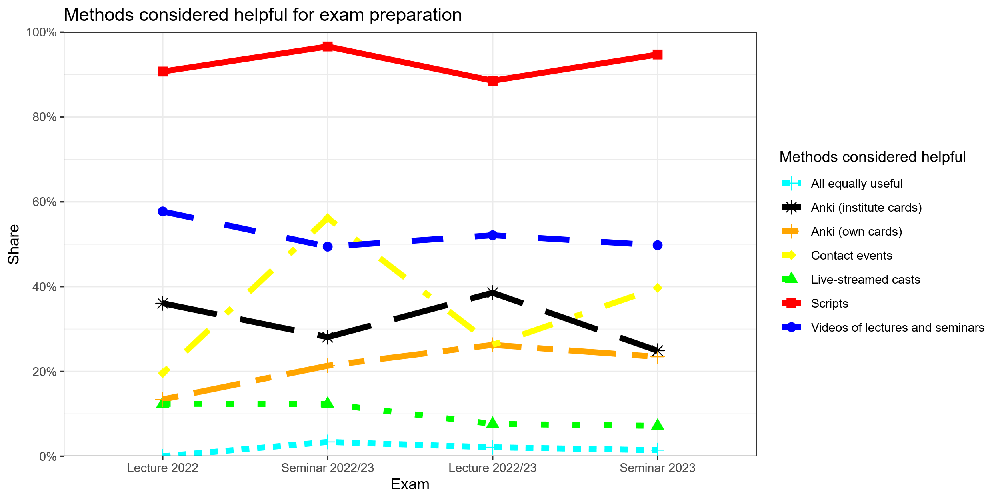 Methods considered helpful for exam preparation
100%
80%
60%
40%
20%
0%
Share
Lecture 2022
Seminar 2022/23
Lecture 2022/23
Seminar 2023
Exam
Methods considered helpful
All equally useful
Anki (institute cards)
Anki (own cards)
Contact events
Live-streamed casts
Scripts
Videos of lectures and seminars